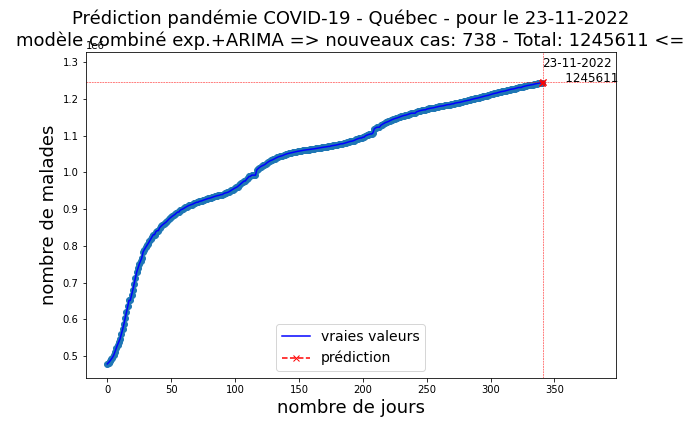 Prédiction pandémie COVID-19 - Québec - pour le 23-11-2022
modèle combiné exp.+ARIMA => nouveaux cas: 738 - Total: 1245611 <=
1e6
23-11-2022
1245611
1.3
1.2
1.1
1.0
0.9
0.8
0.7
0.6
0.5
nombre de malades
vraies valeurs
prédiction
0 50 100 150 200 250 300 350
nombre de jours